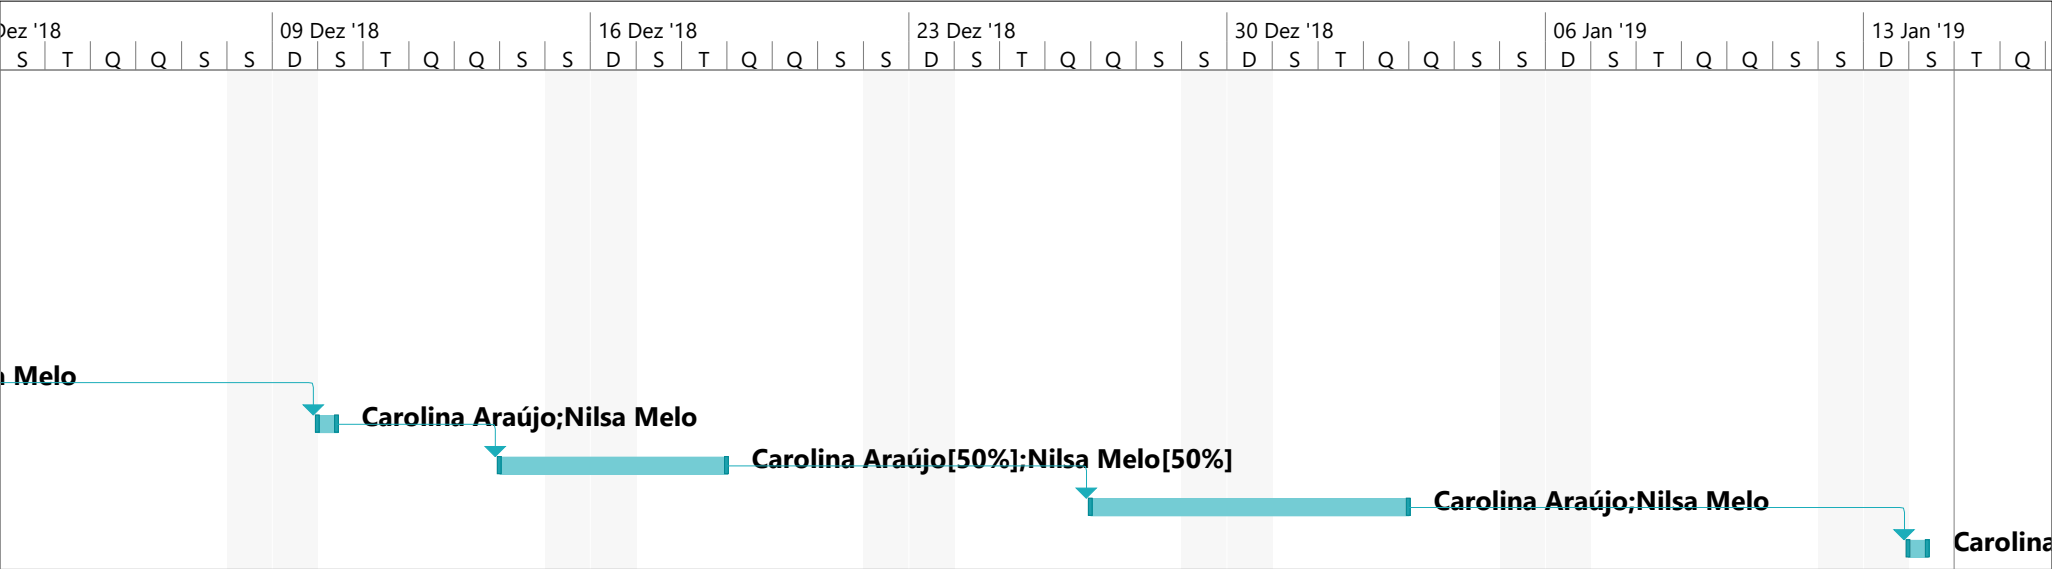 Dez '18 09 Dez '18 16 Dez '18 23 Dez '18 30 Dez '18 06 Jan '19 13 Jan '19
S T Q Q S S D S T Q Q S S D S T Q Q S S D S T Q Q S S D S T Q Q S S D S T Q Q S S D S T Q
Melo
Carolina Araújo;Nilsa Melo
Carolina Araújo[50%];Nilsa Melo[50%]
Carolina Araújo;Nilsa Melo
Carolina